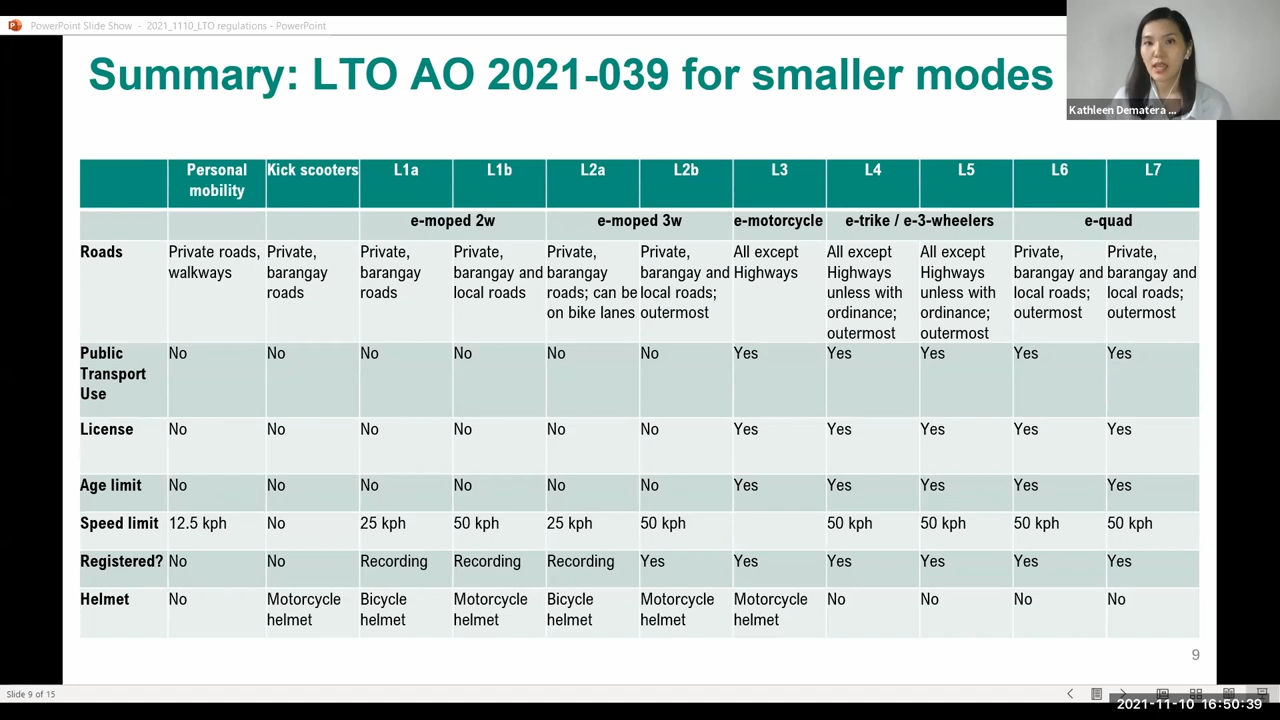 PowerPoint Slide Show - 2021_1110_LTO regulations - PowerPoint
Summary: LTO AO 2021-039 for smaller modes
Kathleen Dematera ...
Personal mobility Kick scooters L1a L1b L2a L2b L3 L4 L5 L6 L7
e-moped 2w e-moped 3w e-motorcycle e-trike / e-3-wheelers e-quad
Roads Private roads, Private, Private, Private, Private, Private, All except All except All except Private, Private,
walkways barangay barangay barangay and barangay barangay and Highways Highways Highways barangay and barangay and
roads roads local roads roads; can be local roads; unless with unless with local roads; local roads;
on bike lanes outermost ordinance; ordinance; outermost outermost
outermost outermost
Public No No No No No No Yes Yes Yes Yes Yes
Transport
Use
License No No No No No No Yes Yes Yes Yes Yes
Age limit No No No No No No Yes Yes Yes Yes Yes
Speed limit 12.5 kph No 25 kph 50 kph 25 kph 50 kph 50 kph 50 kph 50 kph 50 kph
Registered? No No Recording Recording Recording Yes Yes Yes Yes Yes Yes
Helmet No Motorcycle Bicycle Motorcycle Bicycle Motorcycle Motorcycle No No No No
helmet helmet helmet helmet helmet helmet
9
Slide 9 of 15
2021-11-10 16:50:39